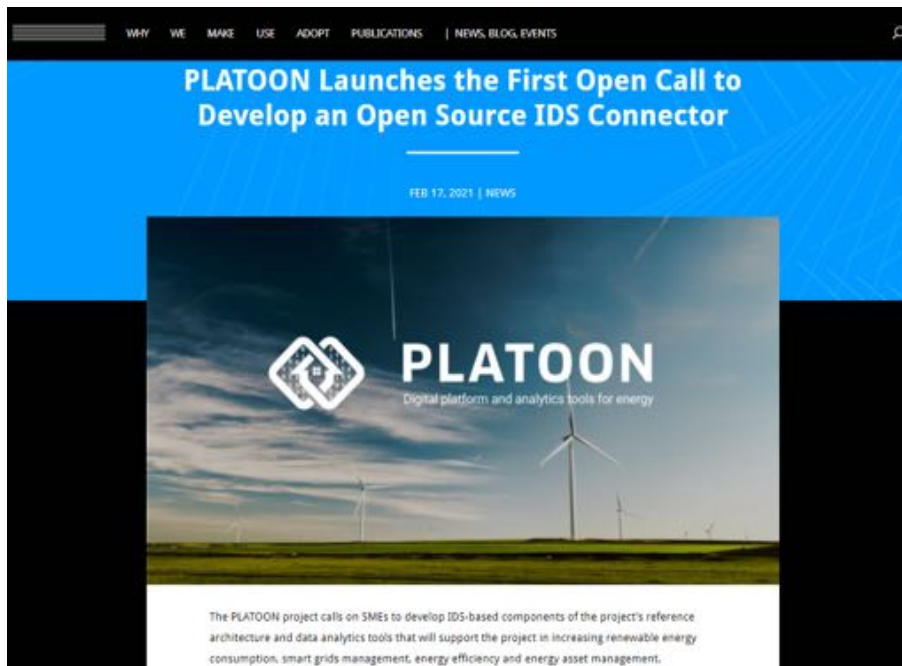 WHY WE MAKE USE ADOPT PUBLICATIONS | NEWS, BLOG, EVENTS
PLATOON Launches the First Open Call to
Develop an Open Source IDS Connector
FEB 17, 2021 | NEWS
PLATOON
Digital platform and analytics tools for energy
The PLATOON project calls on SMEs to develop IDS-based components of the project's reference
architecture and data analytics tools that will support the project in increasing renewable energy
consumption, smart grids management, energy efficiency and energy asset management.